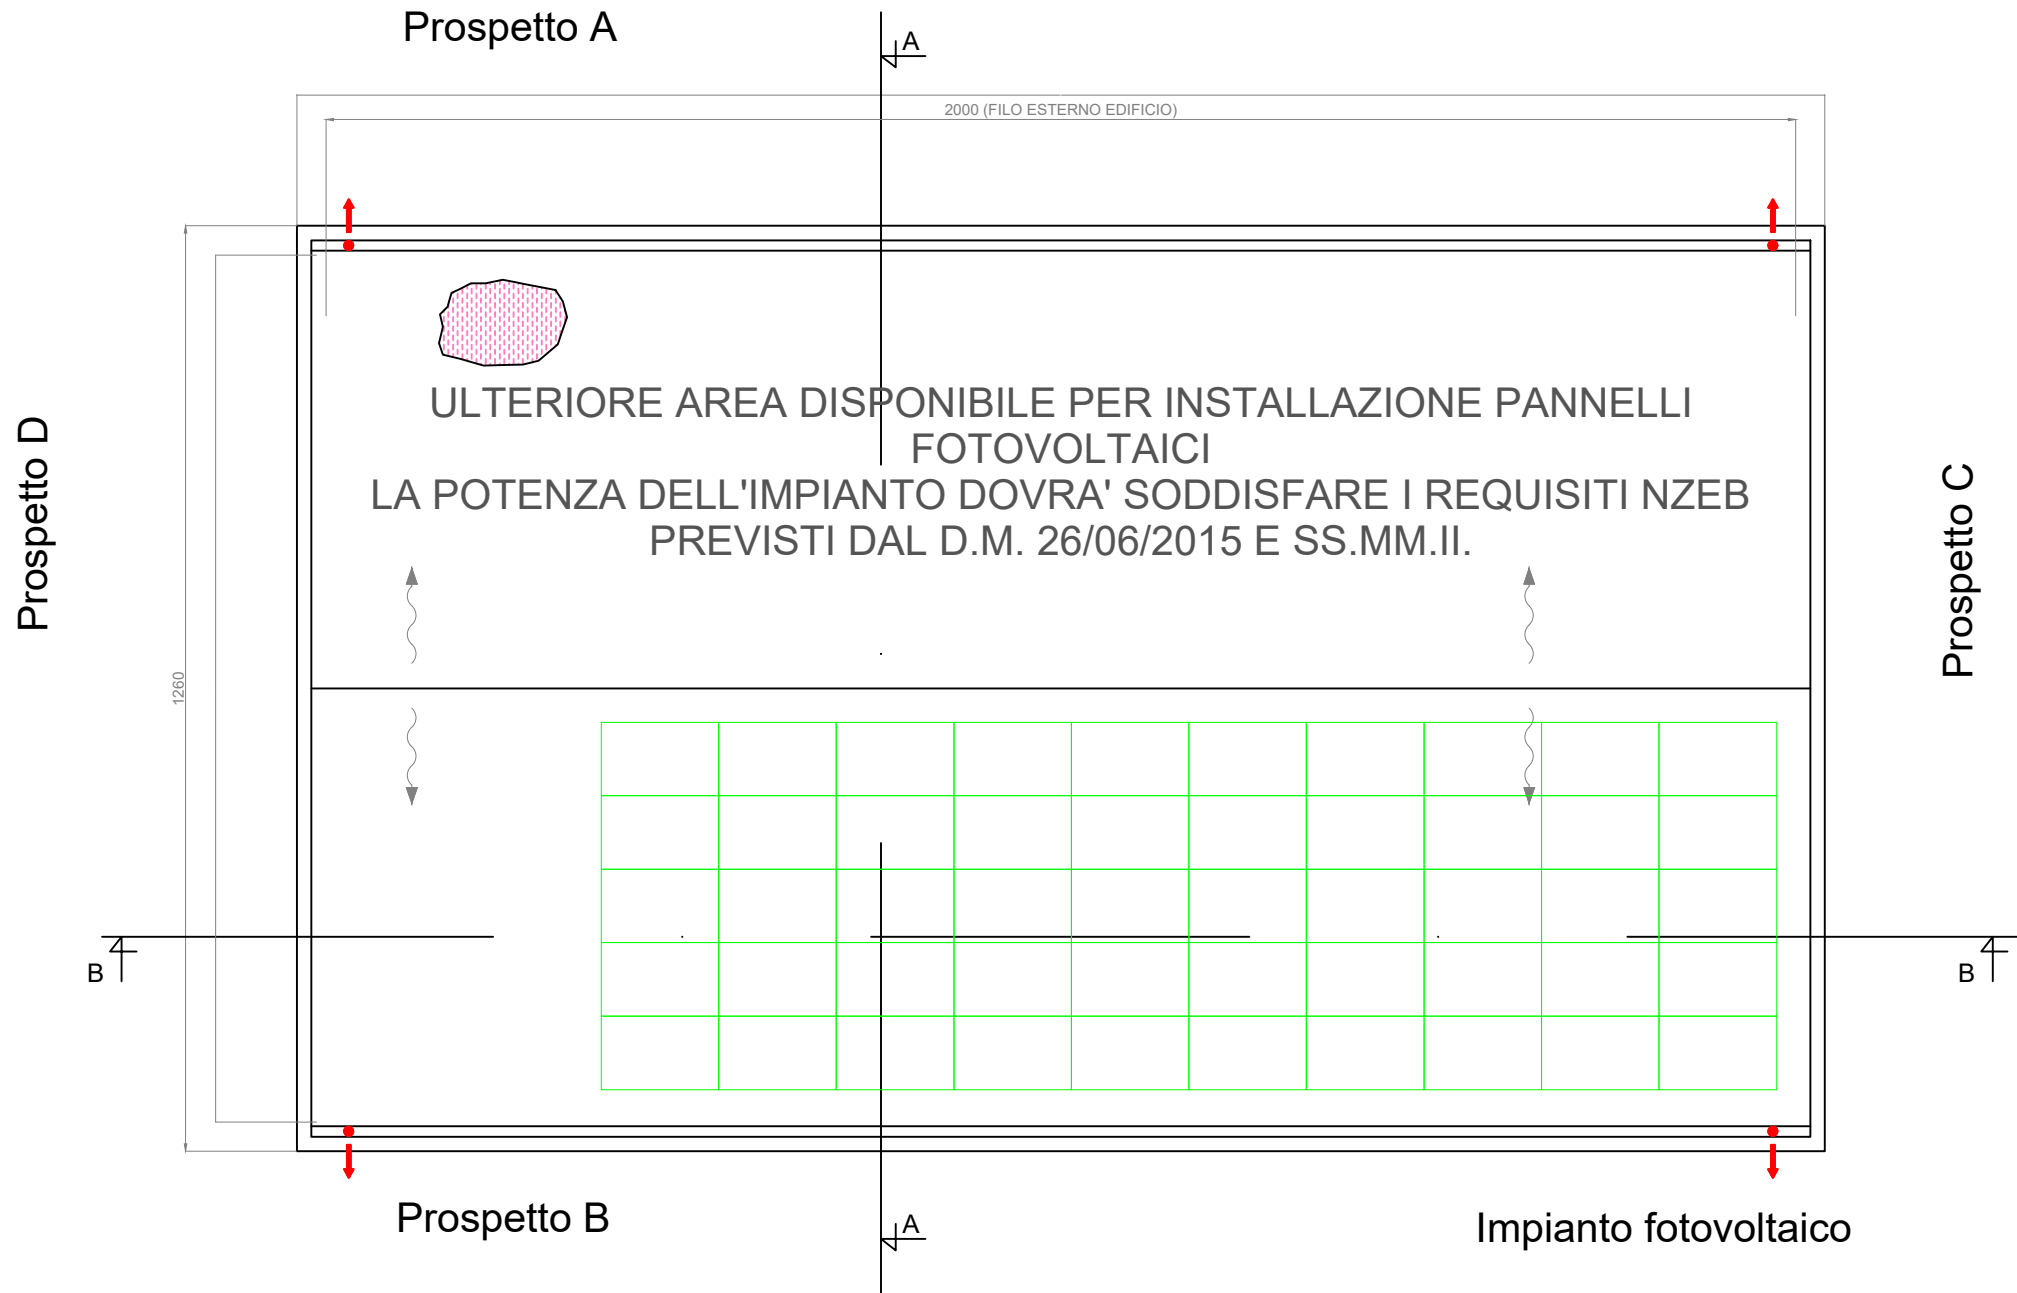 Prospetto A
A
2000 (FILO ESTERNO EDIFICIO)
ULTERIORE AREA DISPONIBILE PER INSTALLAZIONE PANNELLI
FOTOVOLTAICI
LA POTENZA DELL'IMPIANTO DOVRA' SODDISFARE I REQUISITI NZEB
PREVISTI DAL D.M. 26/06/2015 E SS.MM.II.
Prospetto D
Prospetto C
1260
B
B
Prospetto B
A
Impianto fotovoltaico